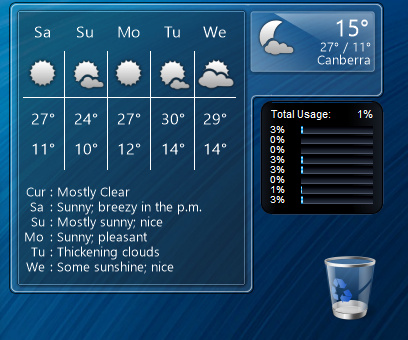 Sa Su Mo Tu We
27° 24° 27° 30° 29°
11° 10° 12° 14° 14°
Cur : Mostly Clear
Sa : Sunny; breezy in the p.m.
Su : Mostly sunny; nice
Mo : Sunny; pleasant
Tu : Thickening clouds
We : Some sunshine; nice
15°
27° / 11°
Canberra
Total Usage: 1%
3%
0%
0%
3%
3%
0%
1%
3%